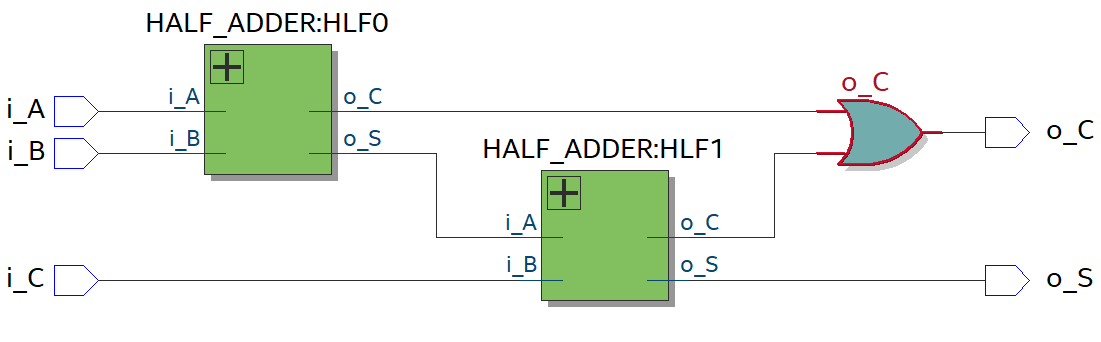 HALF_ADDER:HLF0
o_C
i_A
i_A
o_C
o_C
i_B
i_B
o_S
HALF_ADDER:HLF1
i_A
o_C
i_C
i_B
o_S
o_S